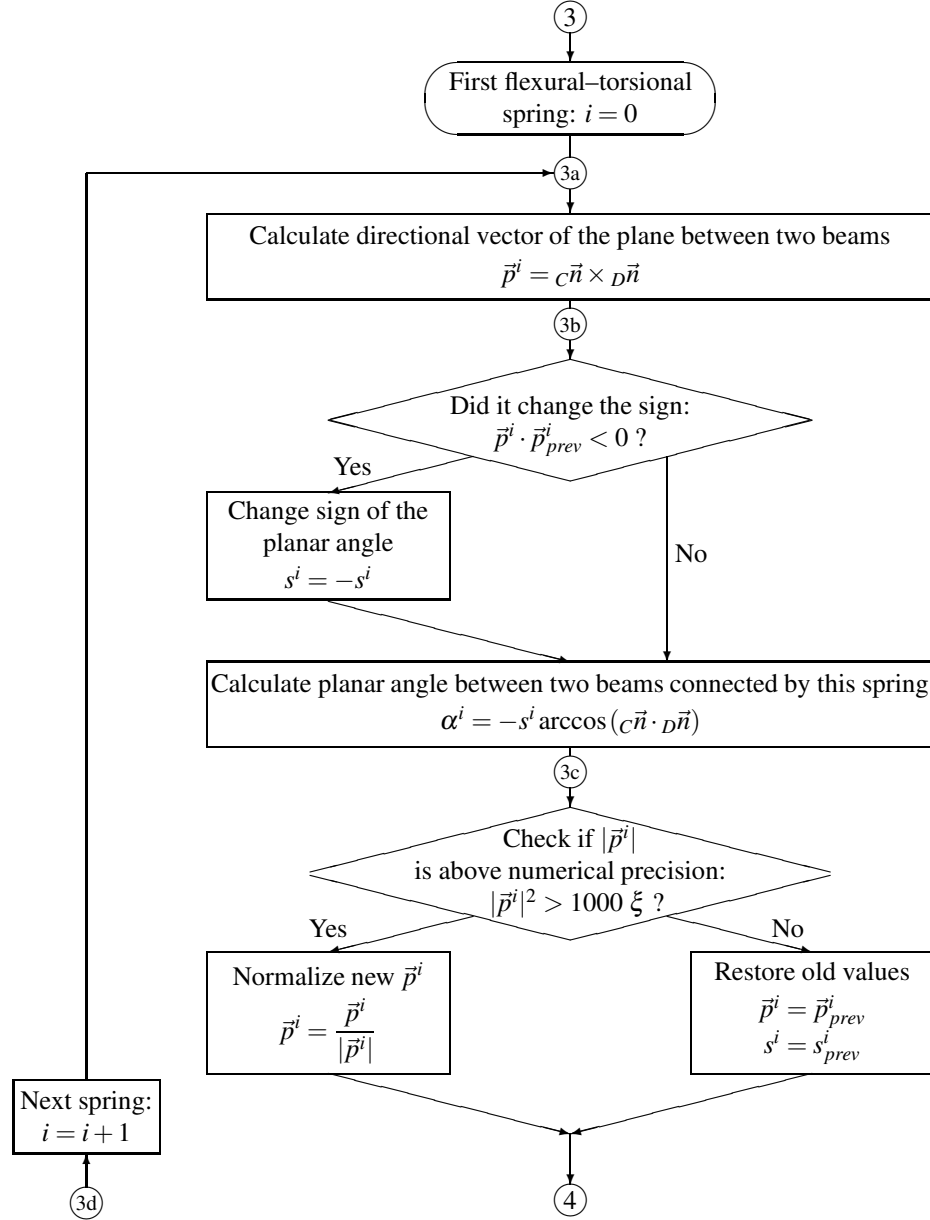 3
First flexural–torsional
spring: i = 0
3a
Calculate directional vector of the plane between two beams
p⃗^i = _C n⃗ × _D n⃗
3b
Did it change the sign:
p⃗^i · p⃗^i_prev < 0 ?
Yes
Change sign of the
planar angle
s^i = −s^i
No
Calculate planar angle between two beams connected by this spring
α^i = −s^i arccos (_C n⃗ · _D n⃗)
3c
Check if |p⃗^i|
is above numerical precision:
|p⃗^i|² > 1000 ξ ?
Yes
No
Normalize new p⃗^i
p⃗^i = p⃗^i / |p⃗^i|
Restore old values
p⃗^i = p⃗^i_prev
s^i = s^i_prev
Next spring:
i = i + 1
3d
4